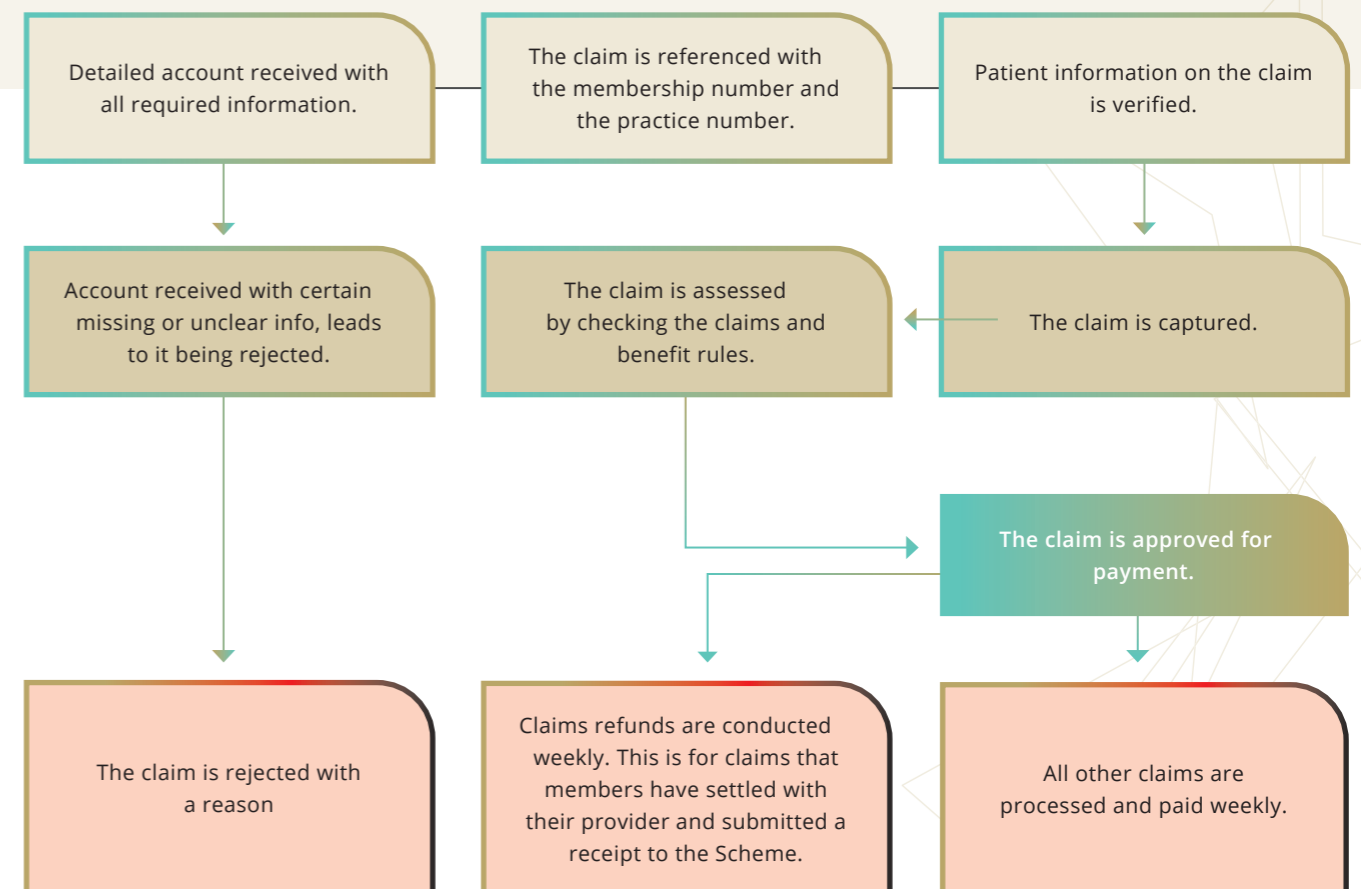 Detailed account received with
all required information.
The claim is referenced with
the membership number and
the practice number.
Patient information on the claim
is verified.
Account received with certain
missing or unclear info, leads
to it being rejected.
The claim is assessed
by checking the claims and
benefit rules.
The claim is captured.
The claim is approved for
payment.
The claim is rejected with
a reason
Claims refunds are conducted
weekly. This is for claims that
members have settled with
their provider and submitted a
receipt to the Scheme.
All other claims are
processed and paid weekly.